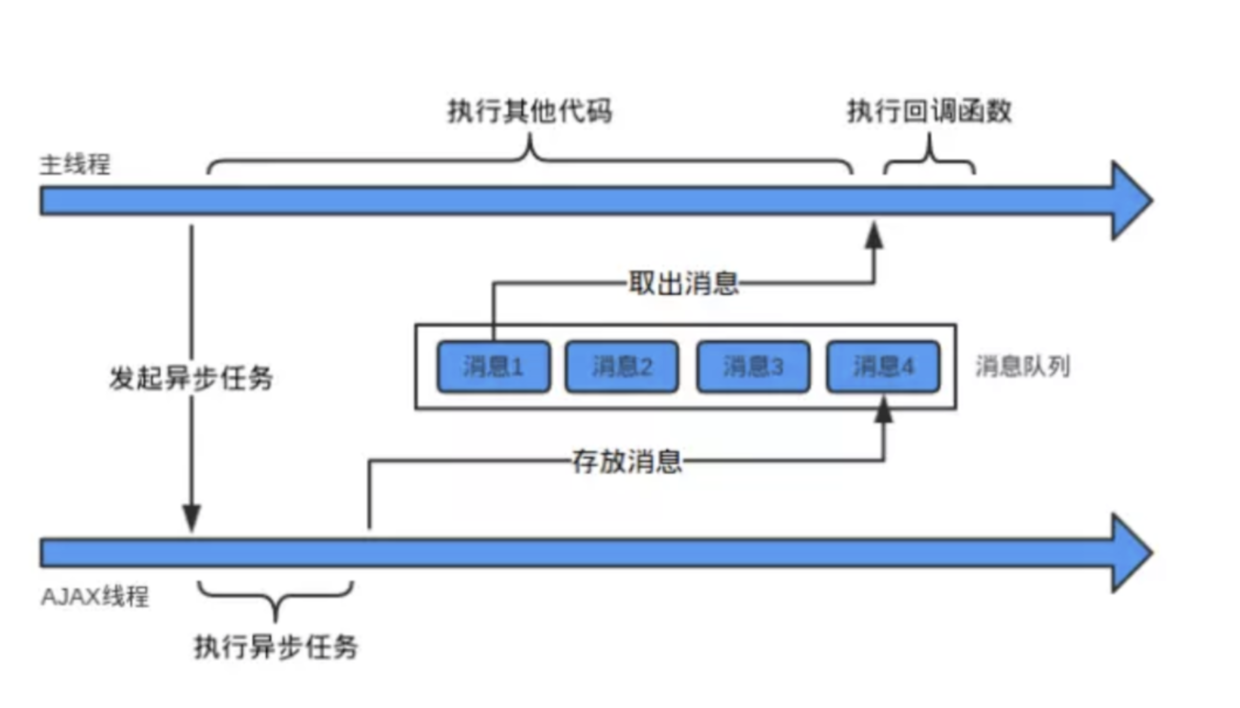 执行其他代码
执行回调函数
主线程
取出消息
消息1
消息2
消息3
消息4
消息队列
发起异步任务
存放消息
AJAX线程
执行异步任务